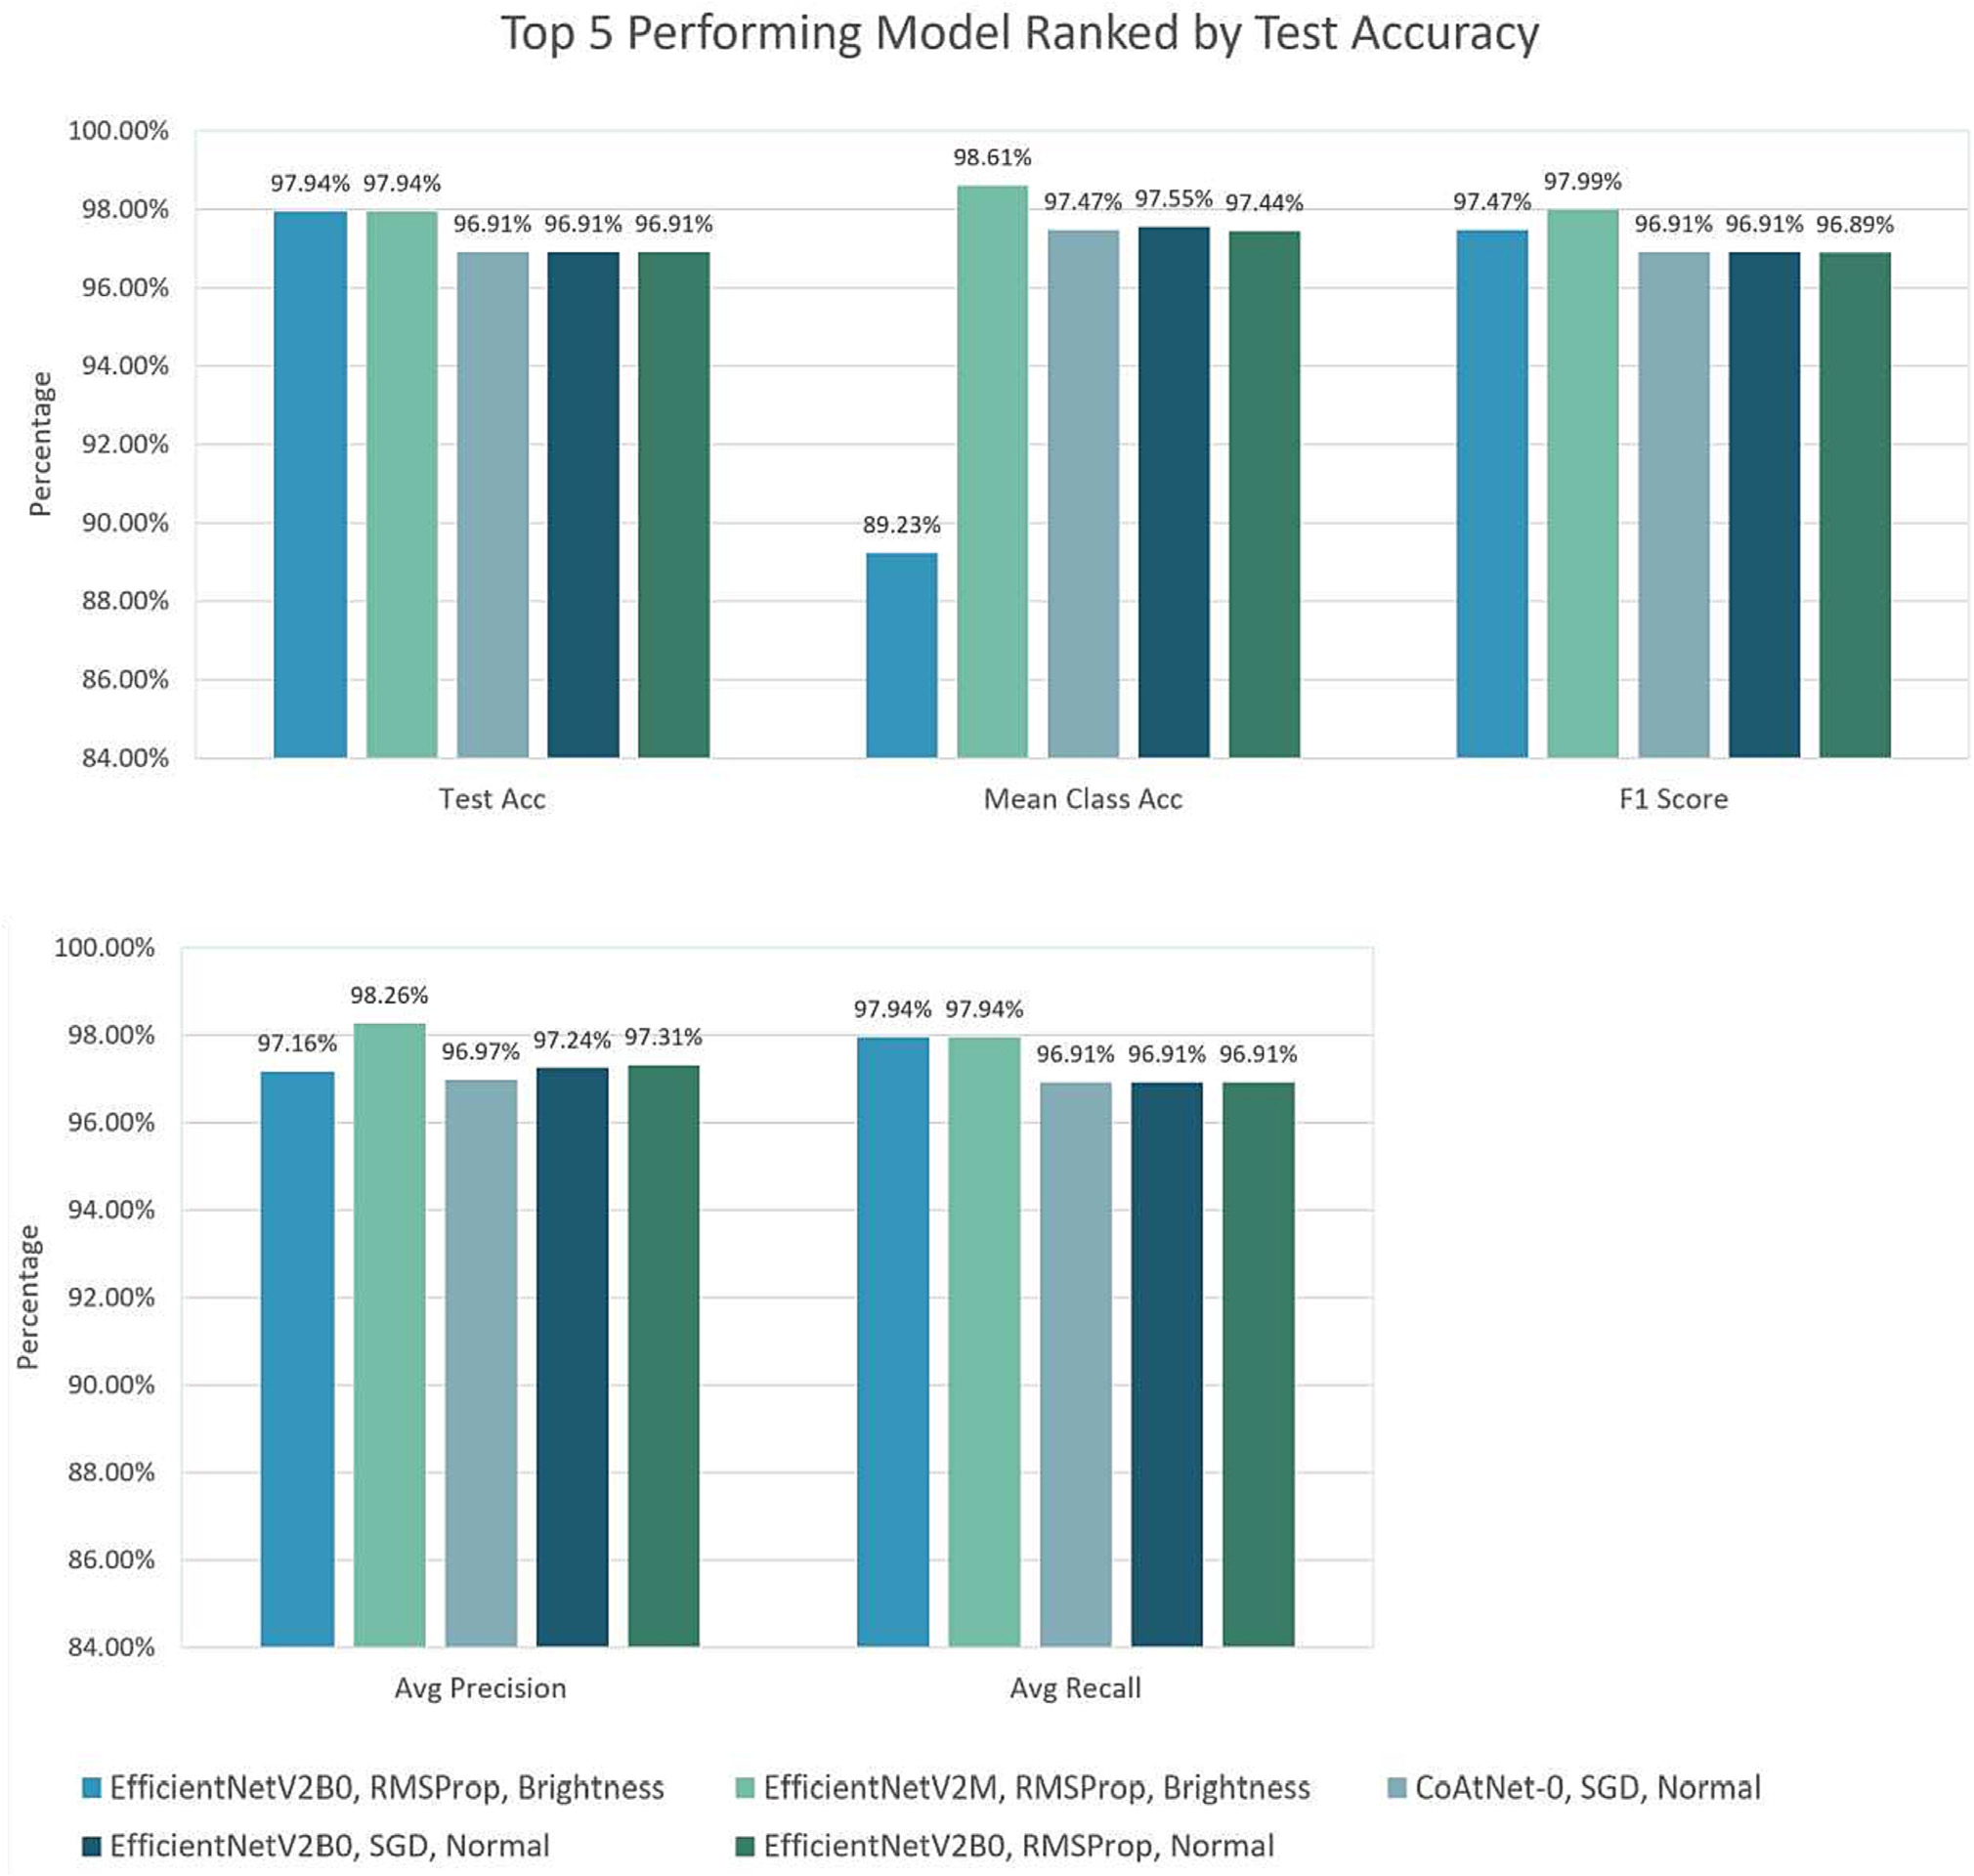 Top 5 Performing Model Ranked by Test Accuracy
100.00%
98.00%
96.00%
94.00%
92.00%
90.00%
88.00%
86.00%
84.00%
Percentage
97.94% 97.94% 96.91% 96.91% 96.91%
89.23% 98.61% 97.47% 97.55% 97.44%
97.47% 97.99% 96.91% 96.91% 96.89%
Test Acc Mean Class Acc F1 Score
100.00%
98.00%
96.00%
94.00%
92.00%
90.00%
88.00%
86.00%
84.00%
Percentage
97.16% 98.26% 96.97% 97.24% 97.31%
97.94% 97.94% 96.91% 96.91% 96.91%
Avg Precision Avg Recall
EfficientNetV2B0, RMSProp, Brightness EfficientNetV2M, RMSProp, Brightness CoAtNet-0, SGD, Normal
EfficientNetV2B0, SGD, Normal EfficientNetV2B0, RMSProp, Normal